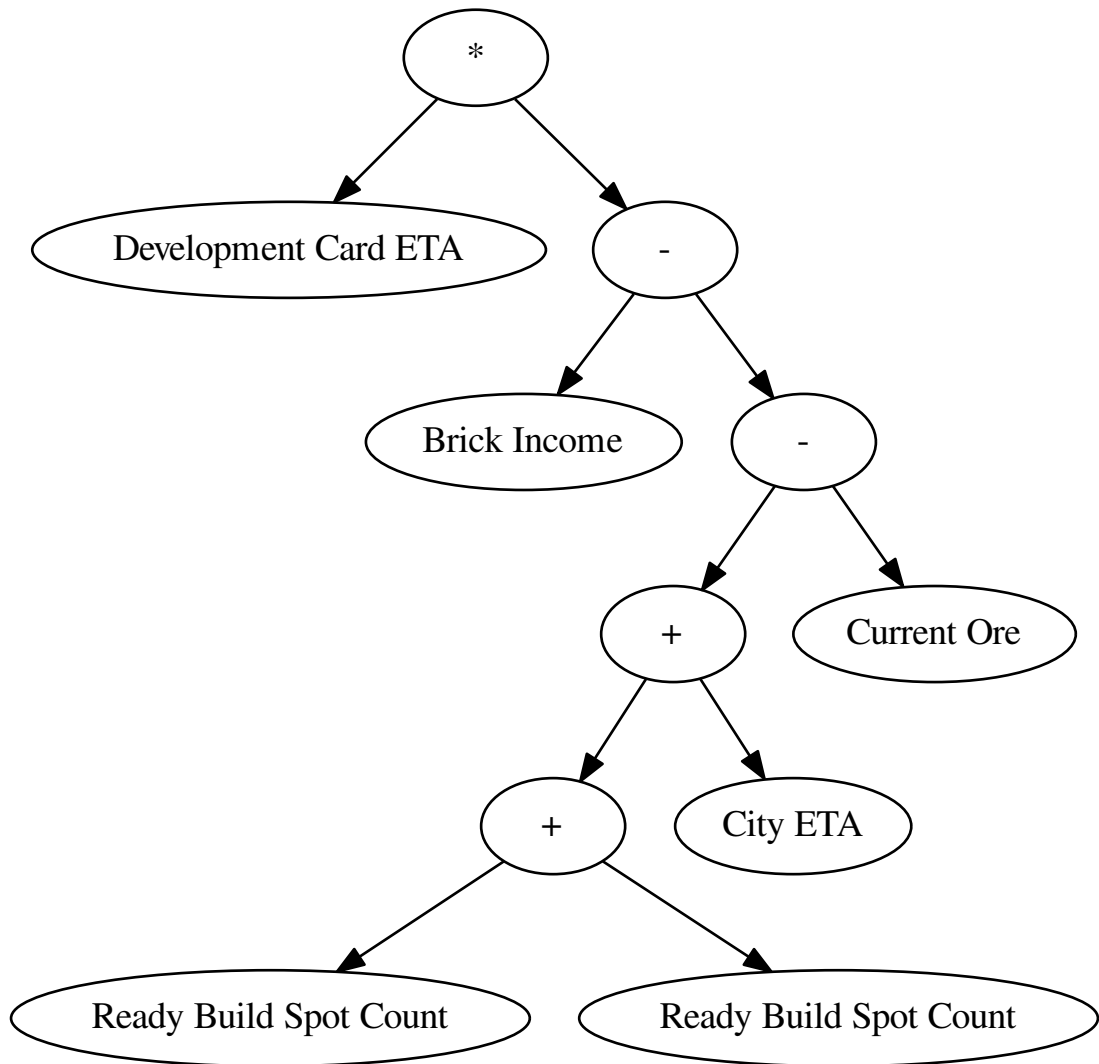 *
Development Card ETA
-
Brick Income
-
+
Current Ore
+
City ETA
Ready Build Spot Count
Ready Build Spot Count